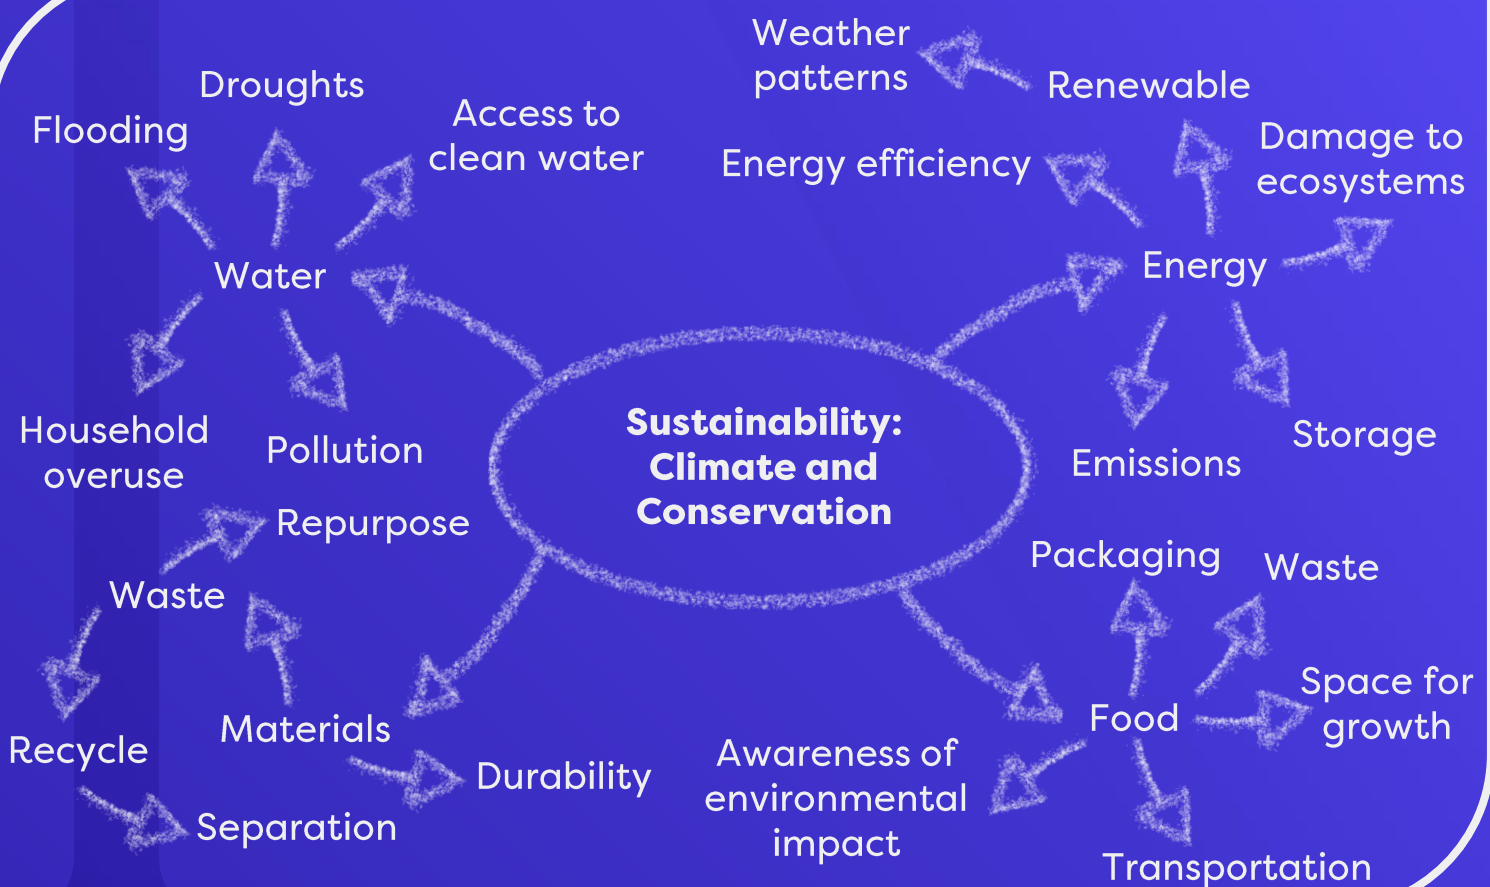 Weather
patterns
Renewable
Droughts
Flooding
Access to
clean water
Energy efficiency
Damage to
ecosystems
Water
Energy
Household
overuse
Pollution
Sustainability:
Climate and
Conservation
Emissions
Storage
Repurpose
Waste
Packaging
Waste
Recycle
Materials
Durability
Separation
Food
Space for
growth
Awareness of
environmental
impact
Transportation